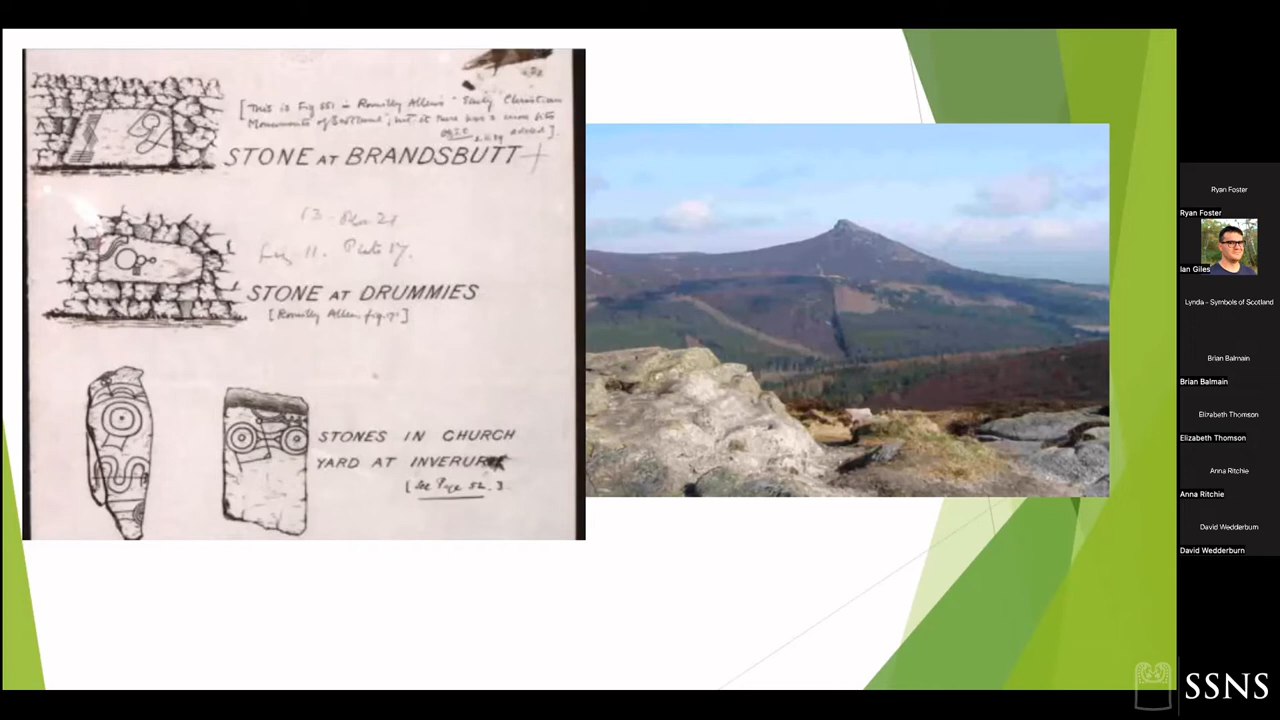 [This is Fig 551 in Romilly Allen's "Early Christian
Monuments of Scotland", but it there has a cross
added].
STONE AT BRANDSBUTT
Fig 11. Plate 17.
STONE AT DRUMMIES
[Romilly Allen, fig.
STONES IN CHURCH
YARD AT INVERURIE
[See Page 52.]
Ryan Foster
Ryan Foster
Ian Giles
Lynda - Symbols of Scotland
Brian Balmain
Brian Balmain
Elizabeth Thomson
Elizabeth Thomson
Anna Ritchie
Anna Ritchie
David Wedderburn
David Wedderburn
SSNS